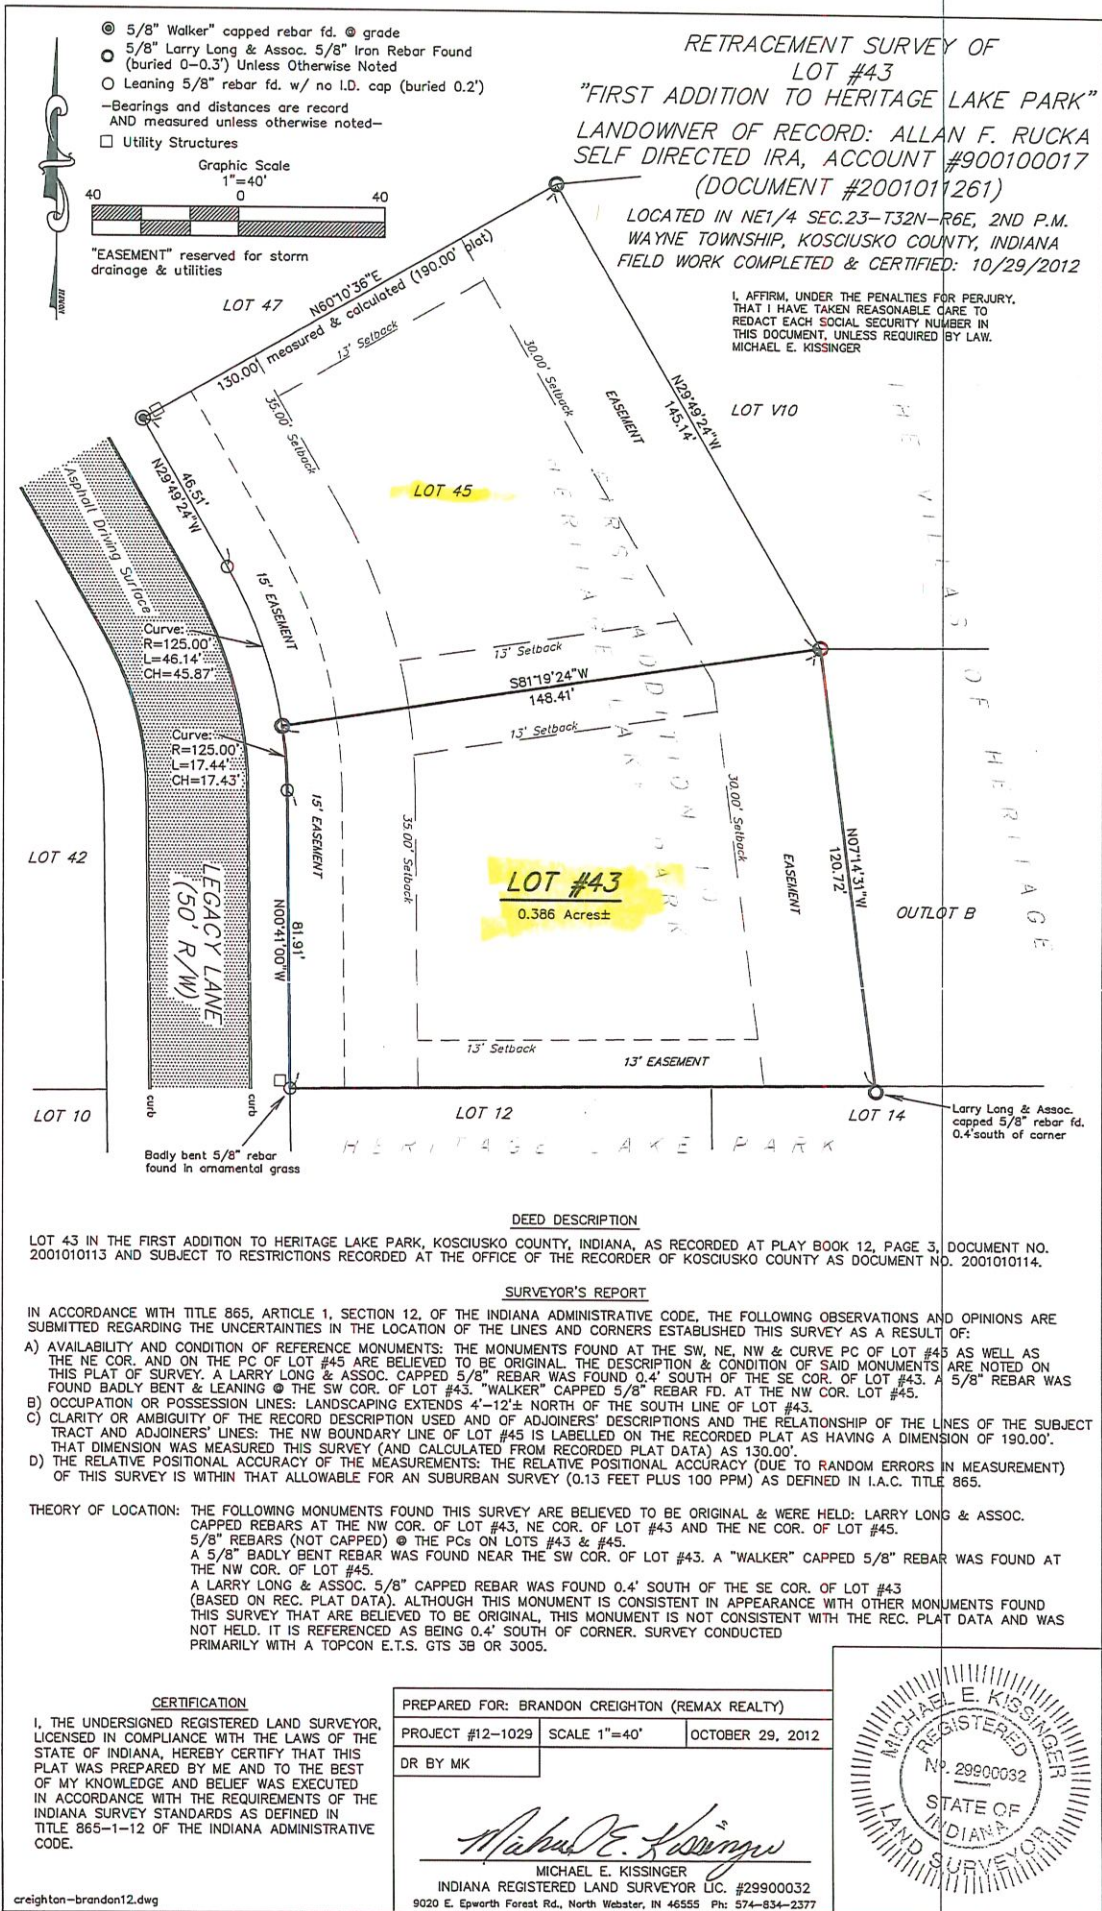 5/8" Walker" capped rebar fd. @ grade
5/8" Larry Long & Assoc. 5/8" Iron Rebar Found
(buried 0-0.3') Unless Otherwise Noted
Leaning 5/8" rebar fd. w/ no I.D. cap (buried 0.2')
-Bearings and distances are record
AND measured unless otherwise noted-
Utility Structures
Graphic Scale
1"=40'
40 0 40
"EASEMENT" reserved for storm
drainage & utilities
RETRACEMENT SURVEY OF
LOT #43
"FIRST ADDITION TO HERITAGE LAKE PARK"
LANDOWNER OF RECORD: ALLAN F. RUCKA
SELF DIRECTED IRA, ACCOUNT #900100017
(DOCUMENT #2001011261)
LOCATED IN NE1/4 SEC.23-T32N-R6E, 2ND P.M.
WAYNE TOWNSHIP, KOSCIUSKO COUNTY, INDIANA
FIELD WORK COMPLETED & CERTIFIED: 10/29/2012
I, AFFIRM, UNDER THE PENALTIES FOR PERJURY,
THAT I HAVE TAKEN REASONABLE CARE TO
REDACT EACH SOCIAL SECURITY NUMBER IN
THIS DOCUMENT, UNLESS REQUIRED BY LAW.
MICHAEL E. KISSINGER
LOT 47
N60°10'36"E
130.00' measured & calculated (190.00' plat)
13' Setback
35.00' Setback
30.00' Setback
EASEMENT
N29°49'24"W
145.14'
LOT V10
THE VILLAS OF HERITAGE
LOT 45
FIRST ADDITION TO
HERITAGE LAKE PARK
46.51'
N29°49'24"W
Asphalt Driving Surface
15' EASEMENT
Curve:
R=125.00'
L=46.14'
CH=45.87'
13' Setback
S81°19'24"W
148.41'
13' Setback
Curve:
R=125.00'
L=17.44'
CH=17.43'
15' EASEMENT
35.00' Setback
30.00' Setback
EASEMENT
N07°14'31"W
120.72'
LOT 42
LEGACY LANE
(50' R/W)
81.91'
N00°41'00"W
LOT #43
0.386 Acres±
OUTLOT B
13' Setback
13' EASEMENT
LOT 10
curb
curb
LOT 12
LOT 14
Larry Long & Assoc.
capped 5/8" rebar fd.
0.4'south of corner
Badly bent 5/8" rebar
found in ornamental grass
HERITAGE LAKE PARK
DEED DESCRIPTION
LOT 43 IN THE FIRST ADDITION TO HERITAGE LAKE PARK, KOSCIUSKO COUNTY, INDIANA, AS RECORDED AT PLAY BOOK 12, PAGE 3, DOCUMENT NO.
2001010113 AND SUBJECT TO RESTRICTIONS RECORDED AT THE OFFICE OF THE RECORDER OF KOSCIUSKO COUNTY AS DOCUMENT NO. 2001010114.
SURVEYOR'S REPORT
IN ACCORDANCE WITH TITLE 865, ARTICLE 1, SECTION 12, OF THE INDIANA ADMINISTRATIVE CODE, THE FOLLOWING OBSERVATIONS AND OPINIONS ARE
SUBMITTED REGARDING THE UNCERTAINTIES IN THE LOCATION OF THE LINES AND CORNERS ESTABLISHED THIS SURVEY AS A RESULT OF:
A) AVAILABILITY AND CONDITION OF REFERENCE MONUMENTS: THE MONUMENTS FOUND AT THE SW, NE, NW & CURVE PC OF LOT #43 AS WELL AS
THE NE COR. AND ON THE PC OF LOT #45 ARE BELIEVED TO BE ORIGINAL. THE DESCRIPTION & CONDITION OF SAID MONUMENTS ARE NOTED ON
THIS PLAT OF SURVEY. A LARRY LONG & ASSOC. CAPPED 5/8" REBAR WAS FOUND 0.4' SOUTH OF THE SE COR. OF LOT #43. A 5/8" REBAR WAS
FOUND BADLY BENT & LEANING @ THE SW COR. OF LOT #43. "WALKER" CAPPED 5/8" REBAR FD. AT THE NW COR. LOT #45.
B) OCCUPATION OR POSSESSION LINES: LANDSCAPING EXTENDS 4'-12'± NORTH OF THE SOUTH LINE OF LOT #43.
C) CLARITY OR AMBIGUITY OF THE RECORD DESCRIPTION USED AND OF ADJOINERS' DESCRIPTIONS AND THE RELATIONSHIP OF THE LINES OF THE SUBJECT
TRACT AND ADJOINERS' LINES: THE NW BOUNDARY LINE OF LOT #45 IS LABELLED ON THE RECORDED PLAT AS HAVING A DIMENSION OF 190.00'.
THAT DIMENSION WAS MEASURED THIS SURVEY (AND CALCULATED FROM RECORDED PLAT DATA) AS 130.00'.
D) THE RELATIVE POSITIONAL ACCURACY OF THE MEASUREMENTS: THE RELATIVE POSITIONAL ACCURACY (DUE TO RANDOM ERRORS IN MEASUREMENT)
OF THIS SURVEY IS WITHIN THAT ALLOWABLE FOR AN SUBURBAN SURVEY (0.13 FEET PLUS 100 PPM) AS DEFINED IN I.A.C. TITLE 865.
THEORY OF LOCATION: THE FOLLOWING MONUMENTS FOUND THIS SURVEY ARE BELIEVED TO BE ORIGINAL & WERE HELD: LARRY LONG & ASSOC.
CAPPED REBARS AT THE NW COR. OF LOT #43, NE COR. OF LOT #43 AND THE NE COR. OF LOT #45.
5/8" REBARS (NOT CAPPED) @ THE PCs ON LOTS #43 & #45.
A 5/8" BADLY BENT REBAR WAS FOUND NEAR THE SW COR. OF LOT #43. A "WALKER" CAPPED 5/8" REBAR WAS FOUND AT
THE NW COR. OF LOT #45.
A LARRY LONG & ASSOC. 5/8" CAPPED REBAR WAS FOUND 0.4' SOUTH OF THE SE COR. OF LOT #43
(BASED ON REC. PLAT DATA). ALTHOUGH THIS MONUMENT IS CONSISTENT IN APPEARANCE WITH OTHER MONUMENTS FOUND
THIS SURVEY THAT ARE BELIEVED TO BE ORIGINAL, THIS MONUMENT IS NOT CONSISTENT WITH THE REC. PLAT DATA AND WAS
NOT HELD. IT IS REFERENCED AS BEING 0.4' SOUTH OF CORNER. SURVEY CONDUCTED
PRIMARILY WITH A TOPCON E.T.S. GTS 3B OR 3005.
CERTIFICATION
I, THE UNDERSIGNED REGISTERED LAND SURVEYOR,
LICENSED IN COMPLIANCE WITH THE LAWS OF THE
STATE OF INDIANA, HEREBY CERTIFY THAT THIS
PLAT WAS PREPARED BY ME AND TO THE BEST
OF MY KNOWLEDGE AND BELIEF WAS EXECUTED
IN ACCORDANCE WITH THE REQUIREMENTS OF THE
INDIANA SURVEY STANDARDS AS DEFINED IN
TITLE 865-1-12 OF THE INDIANA ADMINISTRATIVE
CODE.
creighton-brandon12.dwg
PREPARED FOR: BRANDON CREIGHTON (REMAX REALTY)
PROJECT #12-1029 SCALE 1"=40' OCTOBER 29, 2012
DR BY MK
Michael E. Kissinger
MICHAEL E. KISSINGER
INDIANA REGISTERED LAND SURVEYOR LIC. #29900032
9020 E. Epworth Forest Rd., North Webster, IN 46555 Ph: 574-834-2377
MICHAEL E. KISSINGER
REGISTERED
No. 29900032
STATE OF
INDIANA
LAND SURVEYOR